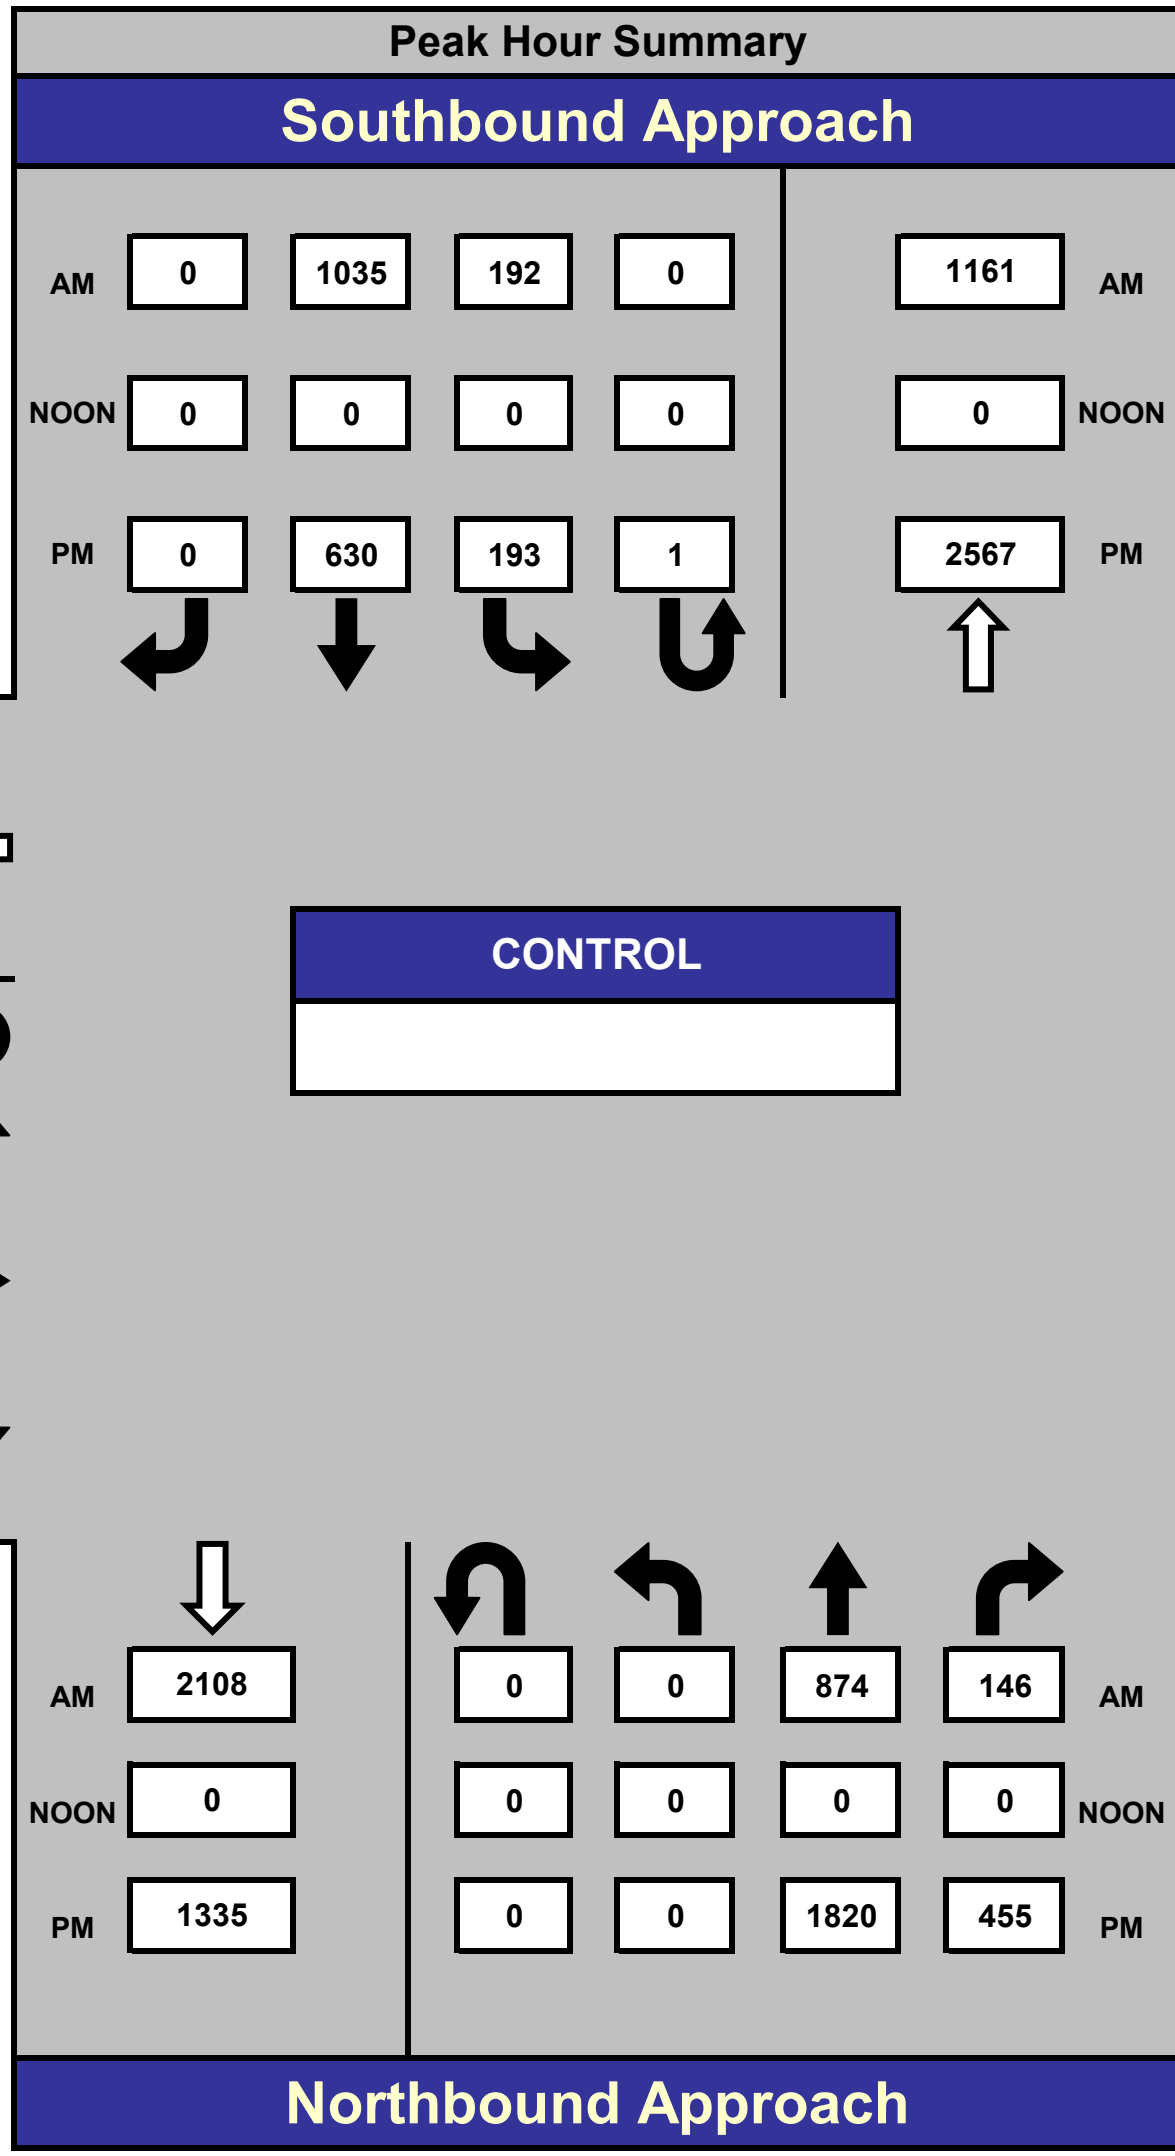 Peak Hour Summary
Southbound Approach
AM 0 1035 192 0 1161 AM
NOON 0 0 0 0 0 NOON
PM 0 630 193 1 2567 PM
CONTROL
AM 2108 0 0 874 146 AM
NOON 0 0 0 0 0 NOON
PM 1335 0 0 1820 455 PM
Northbound Approach